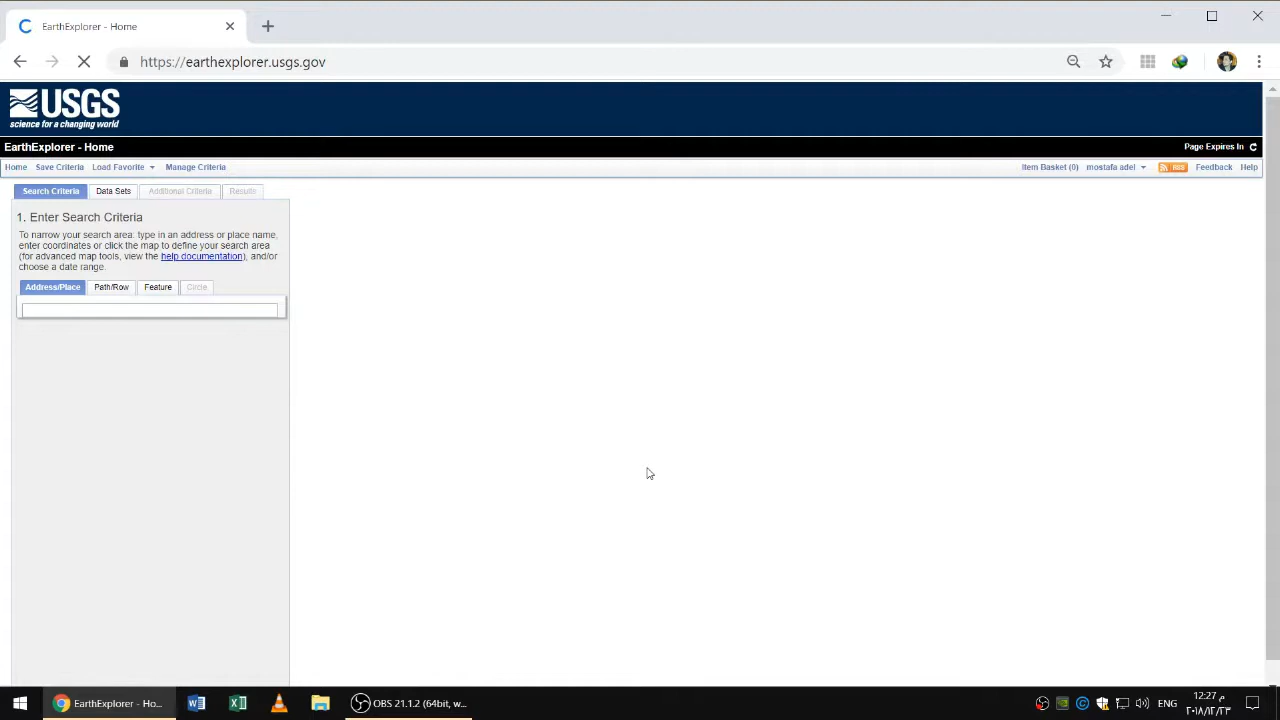 EarthExplorer - Home
https://earthexplorer.usgs.gov
USGS
science for a changing world
EarthExplorer - Home
Page Expires In
Home Save Criteria Load Favorite Manage Criteria
Item Basket (0) mostafa adel RSS Feedback Help
Search Criteria Data Sets Additional Criteria Results
1. Enter Search Criteria
To narrow your search area: type in an address or place name,
enter coordinates or click the map to define your search area
(for advanced map tools, view the help documentation), and/or
choose a date range.
Address/Place Path/Row Feature Circle
EarthExplorer - Ho...
OBS 21.1.2 (64bit, w...
ENG
12:27 م
٢٠١٨/١٢/٢٣